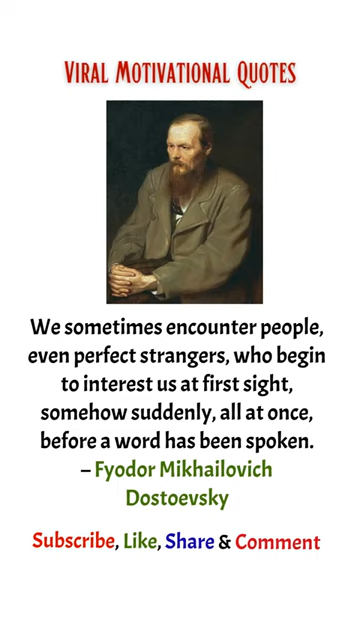 VIRAL MOTIVATIONAL QUOTES
We sometimes encounter people,
even perfect strangers, who begin
to interest us at first sight,
somehow suddenly, all at once,
before a word has been spoken.
– Fyodor Mikhailovich
Dostoevsky
Subscribe, Like, Share & Comment